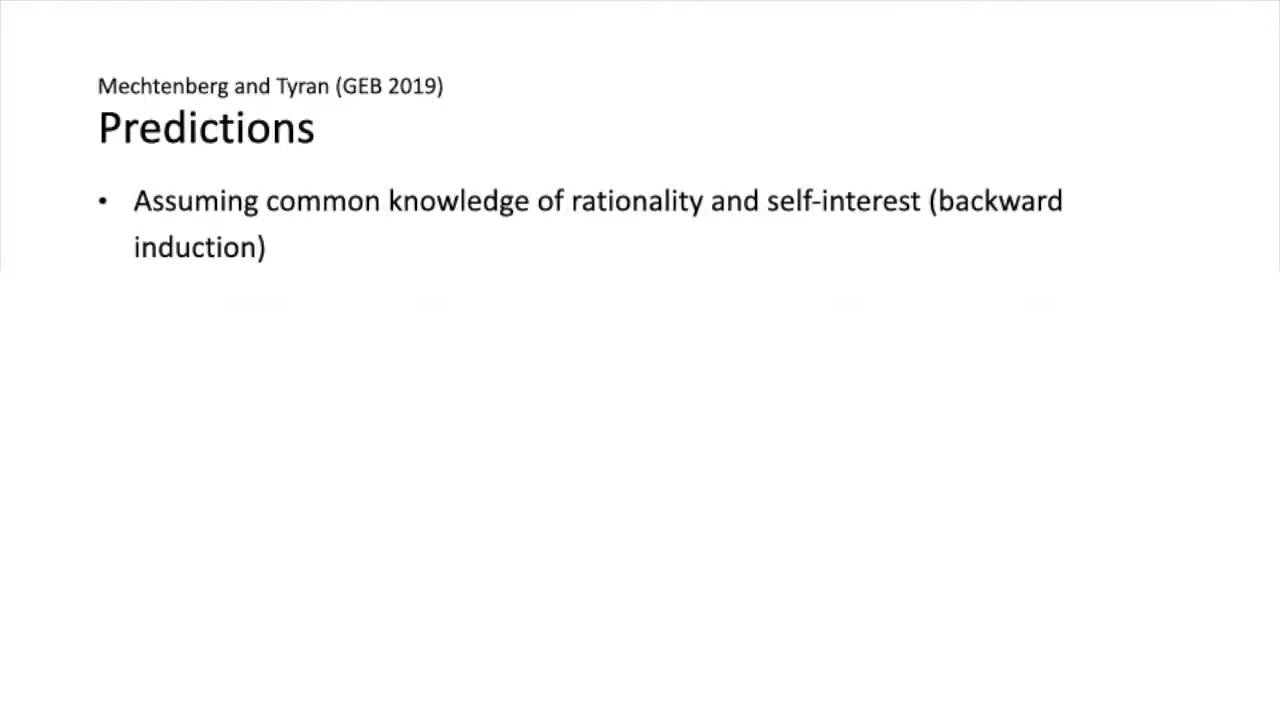 Mechtenberg and Tyran (GEB 2019)
Predictions
• Assuming common knowledge of rationality and self-interest (backward
induction)